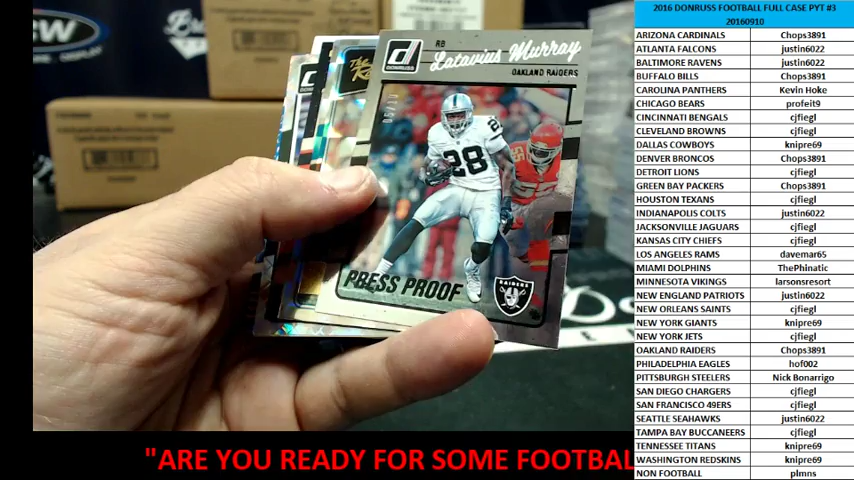 DONRUSS
RB
Latavius Murray
OAKLAND RAIDERS
28
PRESS PROOF
RAIDERS
"ARE YOU READY FOR SOME FOOTBAL
2016 DONRUSS FOOTBALL FULL CASE PYT #3
20160910
ARIZONA CARDINALS Chops3891
ATLANTA FALCONS justin6022
BALTIMORE RAVENS justin6022
BUFFALO BILLS Chops3891
CAROLINA PANTHERS Kevin Hoke
CHICAGO BEARS profeit9
CINCINNATI BENGALS cjfiegl
CLEVELAND BROWNS cjfiegl
DALLAS COWBOYS knipre69
DENVER BRONCOS Chops3891
DETROIT LIONS cjfiegl
GREEN BAY PACKERS Chops3891
HOUSTON TEXANS cjfiegl
INDIANAPOLIS COLTS justin6022
JACKSONVILLE JAGUARS cjfiegl
KANSAS CITY CHIEFS cjfiegl
LOS ANGELES RAMS davemar65
MIAMI DOLPHINS ThePhinatic
MINNESOTA VIKINGS larsonsresort
NEW ENGLAND PATRIOTS justin6022
NEW ORLEANS SAINTS cjfiegl
NEW YORK GIANTS knipre69
NEW YORK JETS cjfiegl
OAKLAND RAIDERS Chops3891
PHILADELPHIA EAGLES hof002
PITTSBURGH STEELERS Nick Bonarrigo
SAN DIEGO CHARGERS cjfiegl
SAN FRANCISCO 49ERS cjfiegl
SEATTLE SEAHAWKS justin6022
TAMPA BAY BUCCANEERS cjfiegl
TENNESSEE TITANS knipre69
WASHINGTON REDSKINS knipre69
NON FOOTBALL plmns